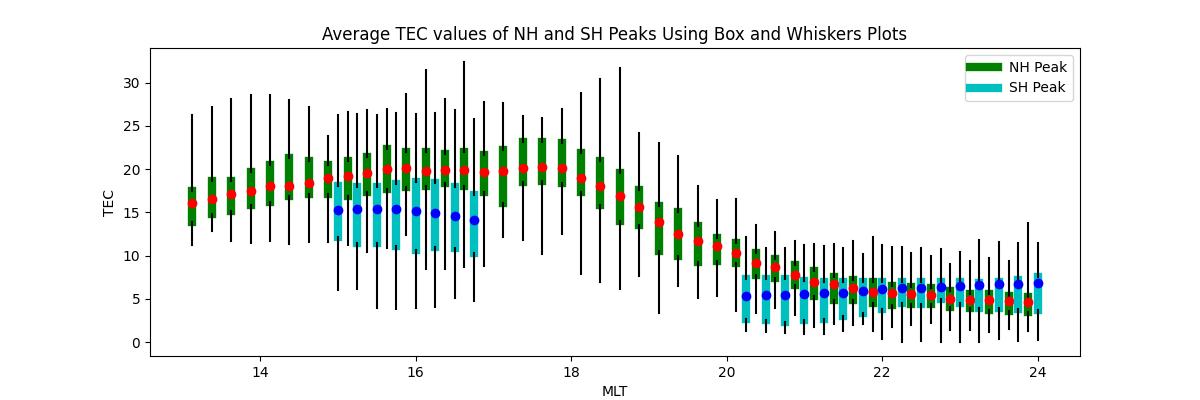 Average TEC values of NH and SH Peaks Using Box and Whiskers Plots
NH Peak
SH Peak
30
25
20
15
10
5
0
TEC
14 16 18 20 22 24
MLT